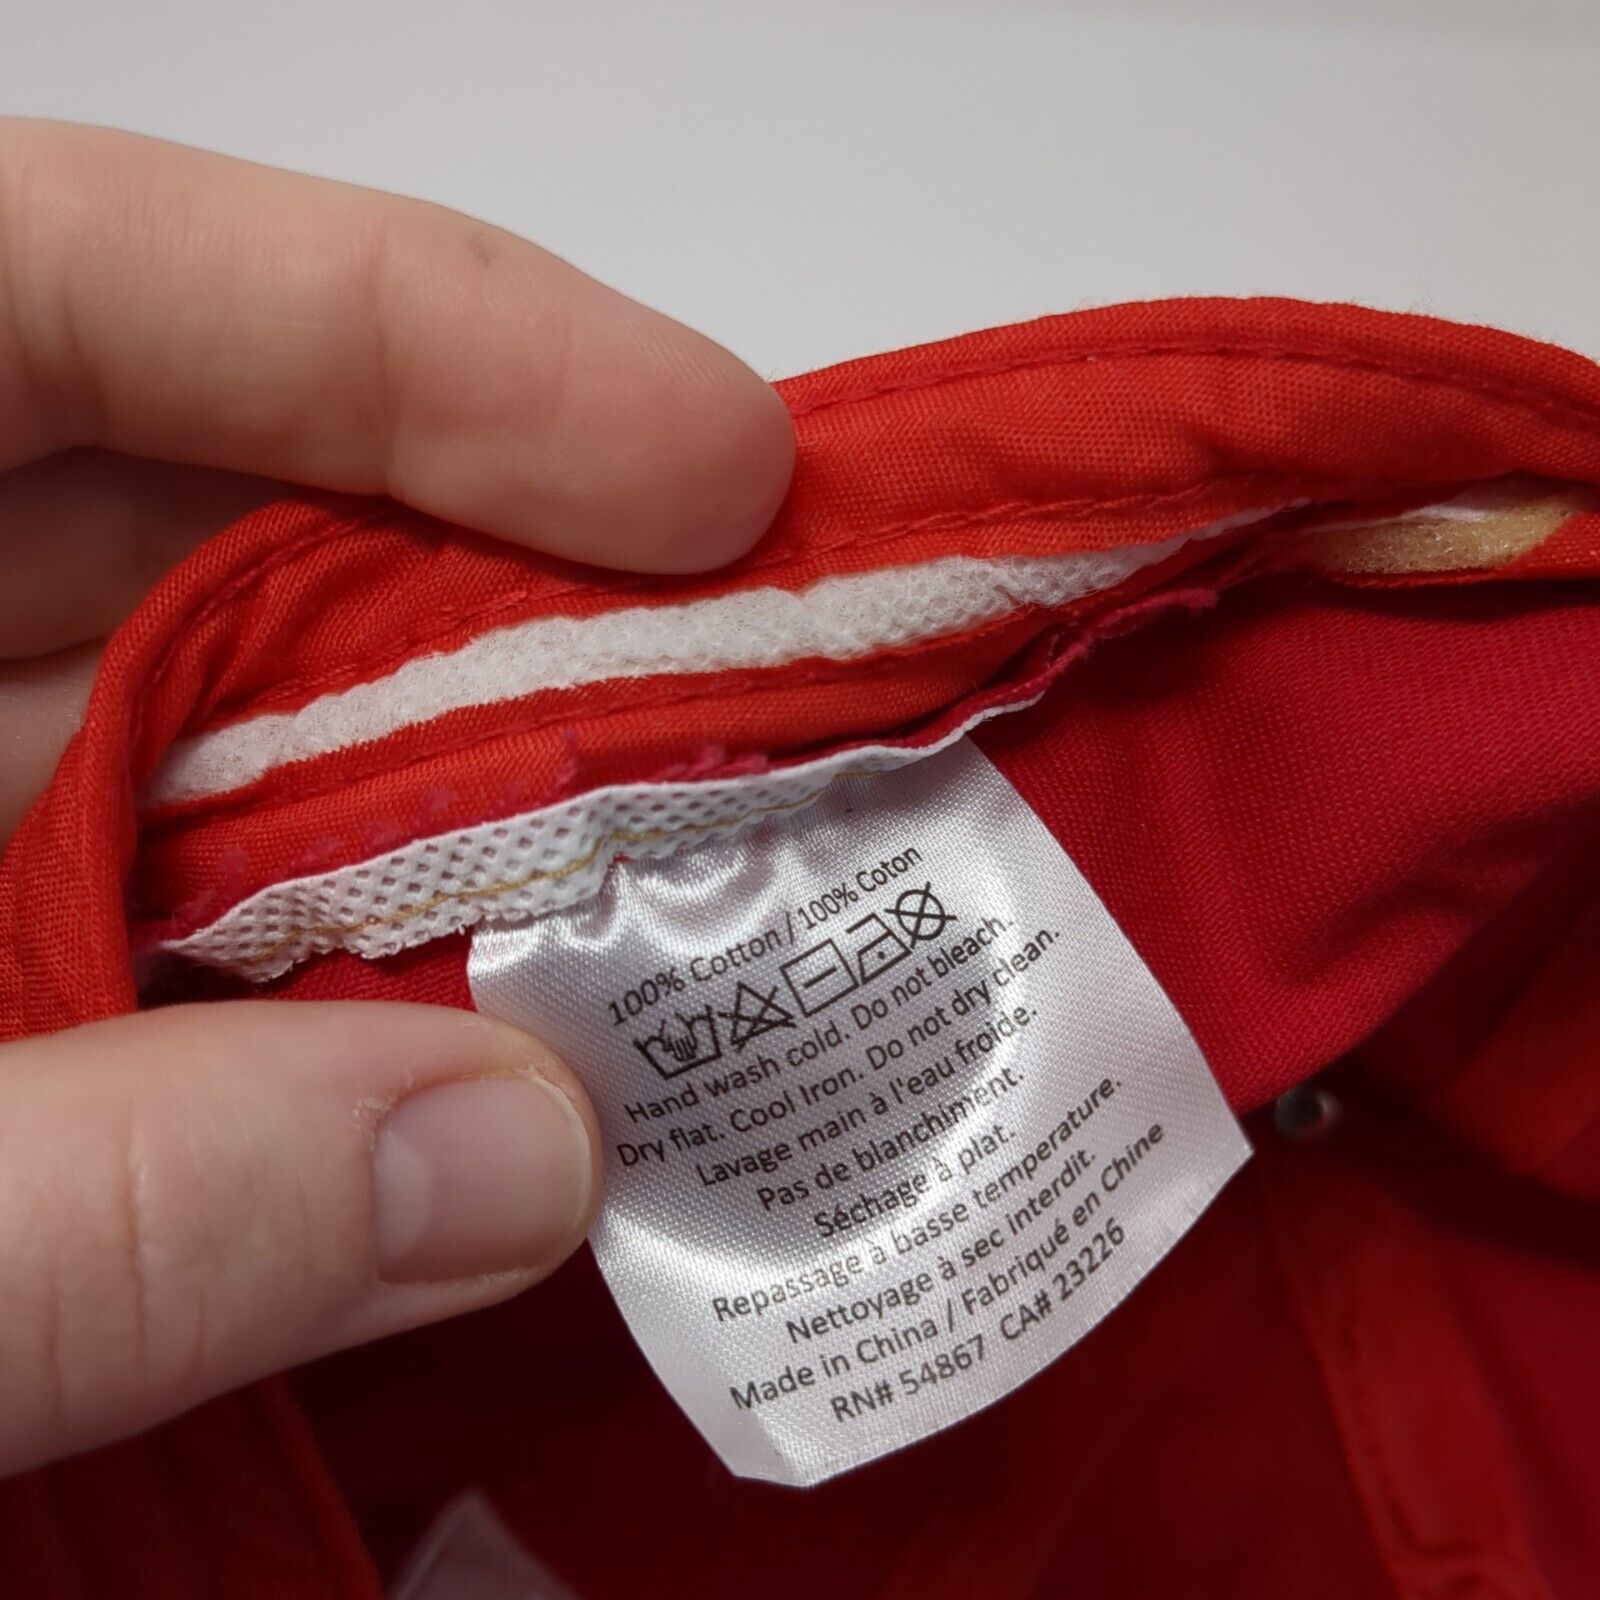 100% Cotton / 100% Coton
Hand wash cold. Do not bleach.
Dry flat. Cool Iron. Do not dry clean.
Lavage main à l'eau froide.
Pas de blanchiment.
Séchage à plat.
Repassage à basse temperature.
Nettoyage à sec interdit.
Made in China / Fabriqué en Chine
RN# 54867 CA# 23226